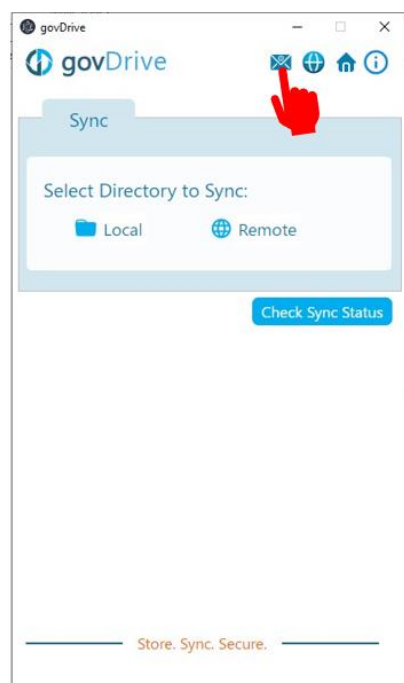 govDrive
govDrive
Sync
Select Directory to Sync:
Local Remote
Check Sync Status
Store. Sync. Secure.